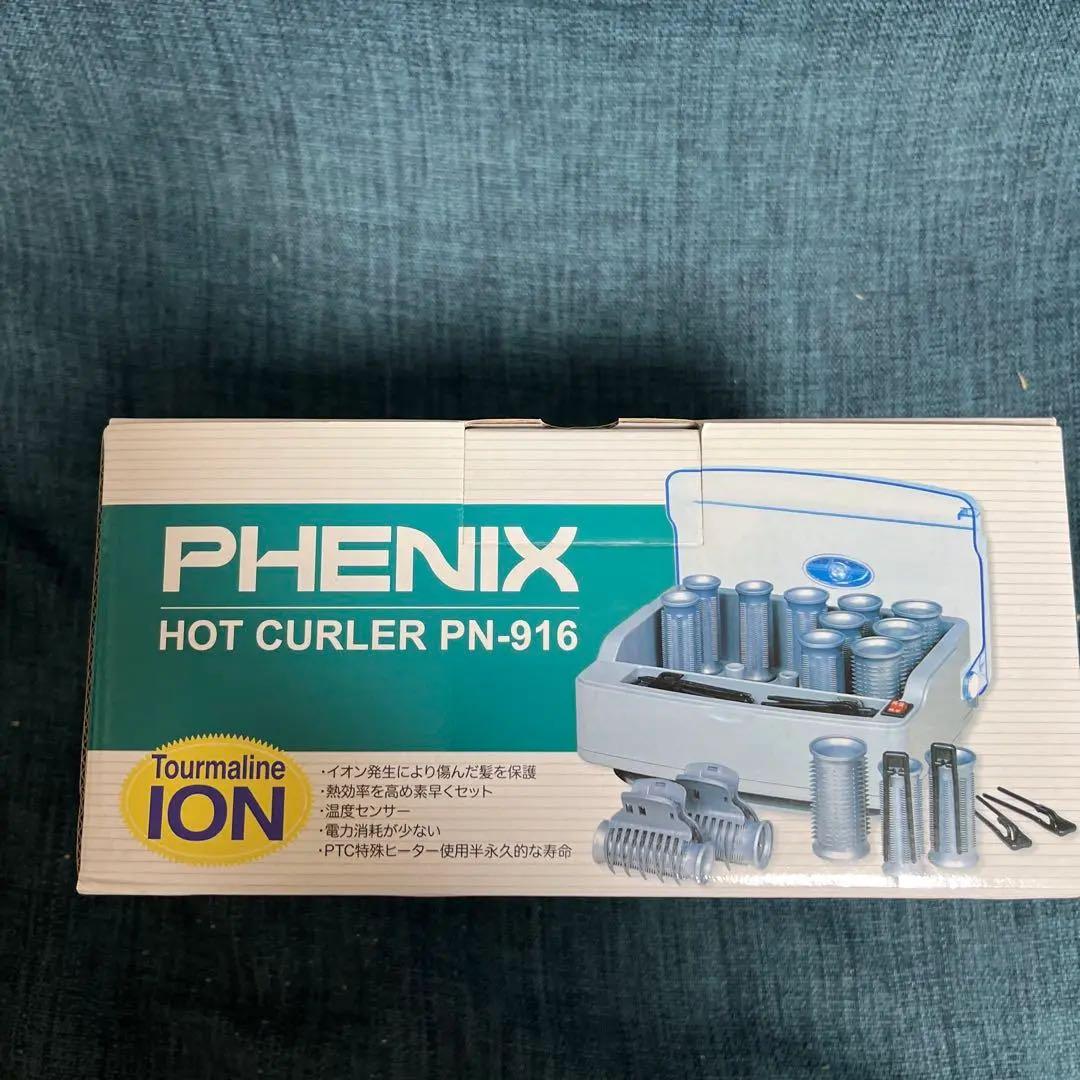 PHENIX
HOT CURLER PN-916
Tourmaline
ION
・イオン発生により傷んだ髪を保護
・熱効率を高め素早くセット
・温度センサー
・電力消耗が少ない
・PTC特殊ヒーター使用半永久的な寿命